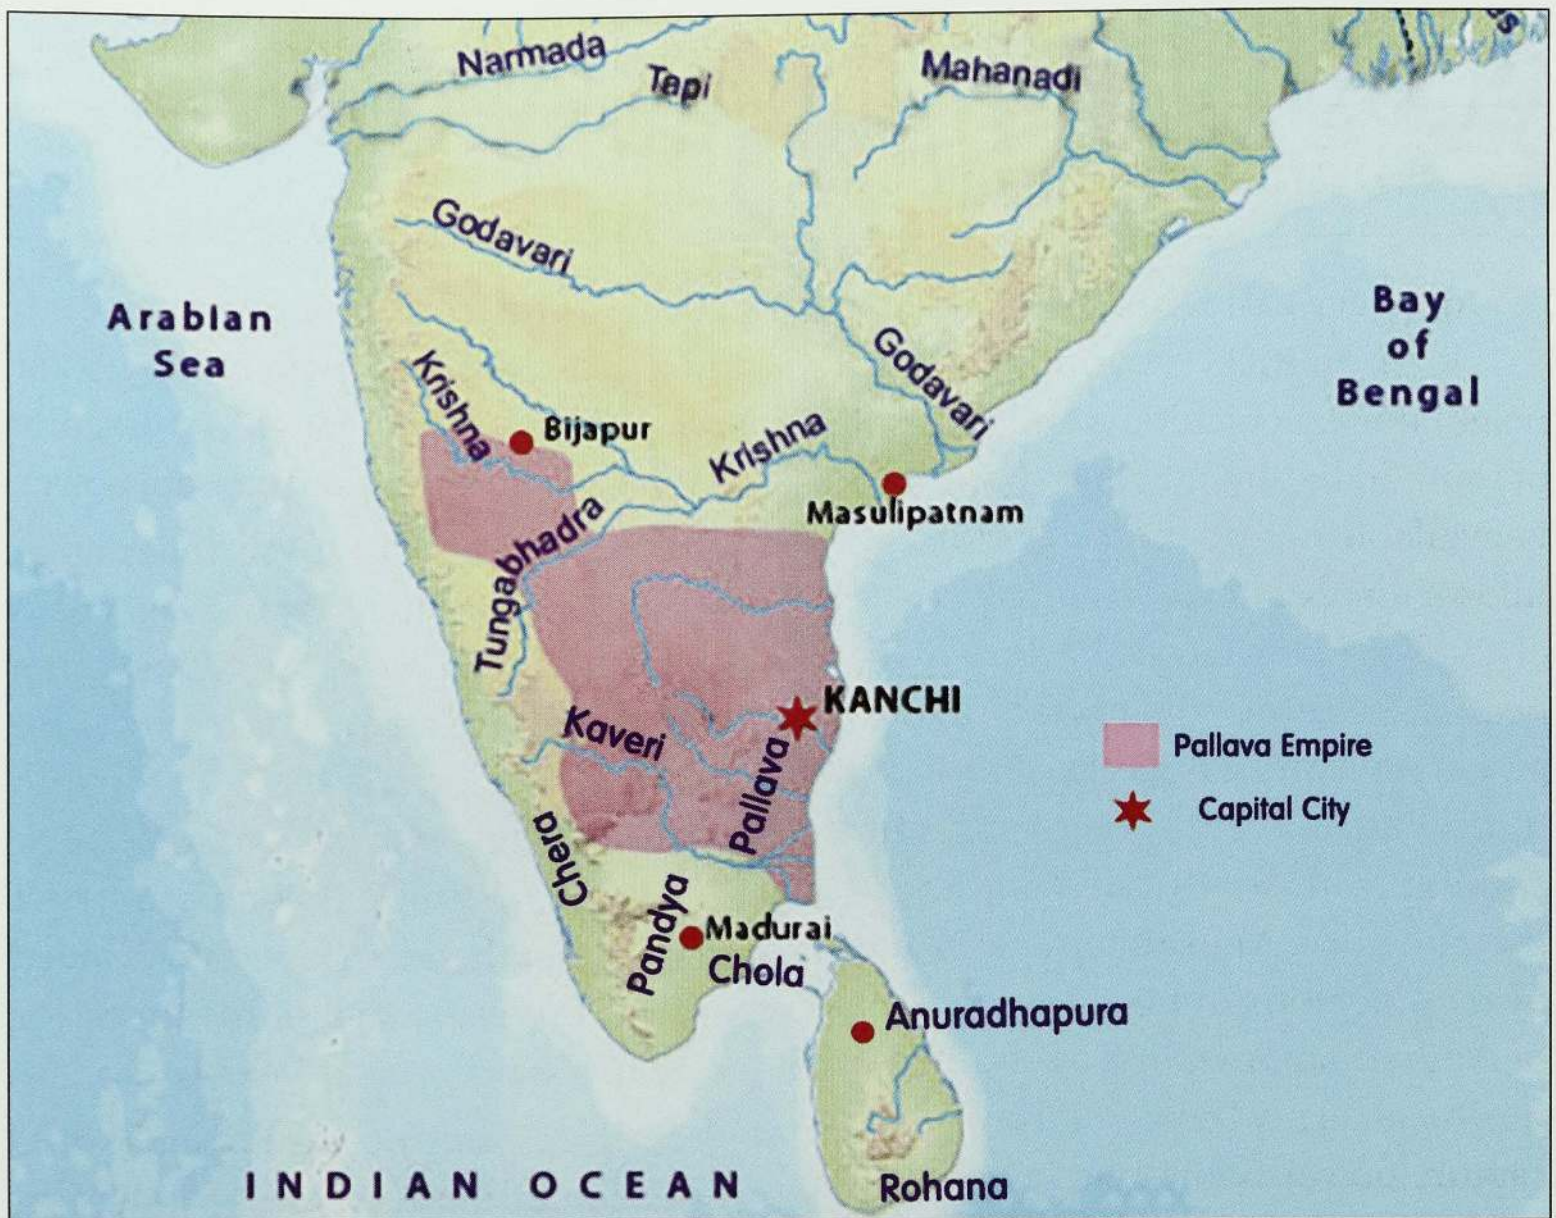 Narmada
Tapi
Mahanadi
Godavari
Arabian
Sea
Bay
of
Bengal
Godavari
Krishna
Bijapur
Krishna
Masulipatnam
Tungabhadra
KANCHI
Kaveri
Pallava
Pallava Empire
Capital City
Chera
Pandya
Madurai
Chola
Anuradhapura
INDIAN OCEAN
Rohana